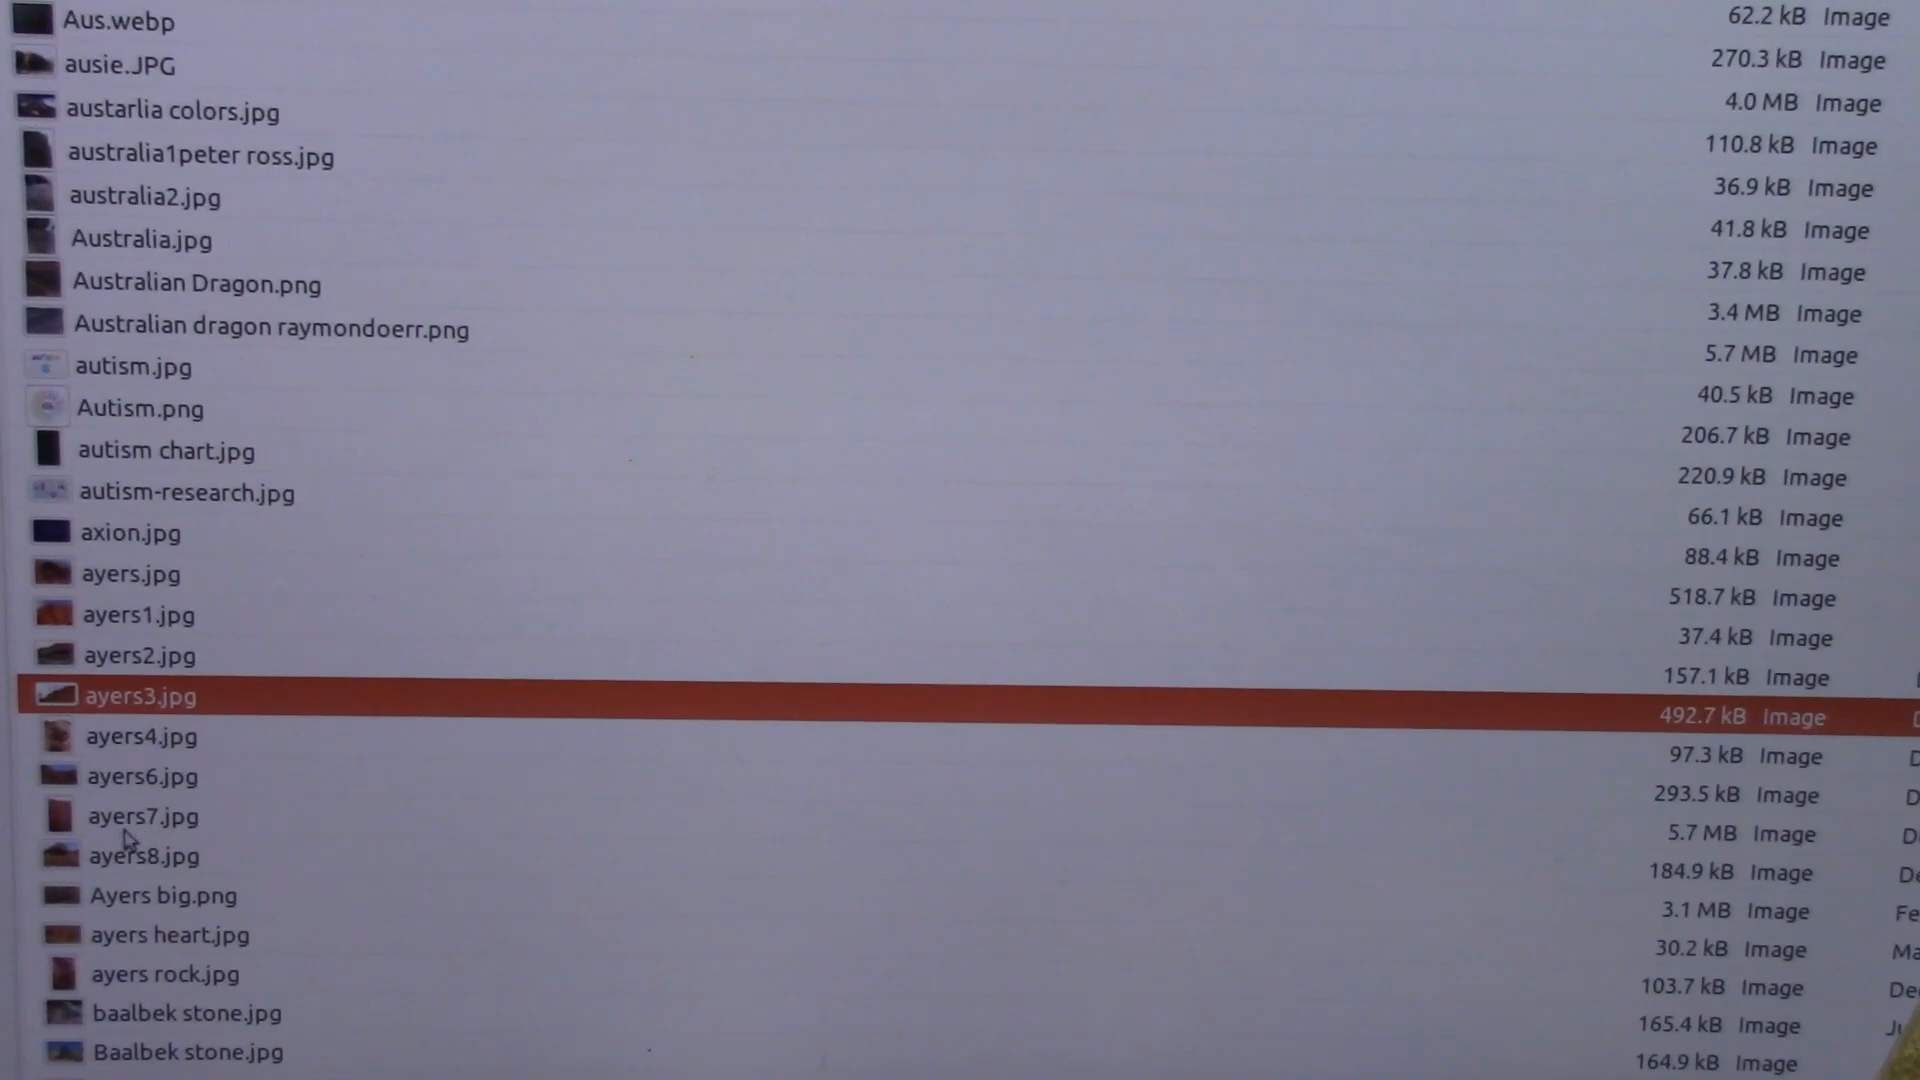 62.2 kB Image
Aus.webp 270.3 kB Image
ausie.JPG 4.0 MB Image
austarlia colors.jpg 110.8 kB Image
australia1peter ross.jpg 36.9 kB Image
australia2.jpg 41.8 kB Image
Australia.jpg 37.8 kB Image
Australian Dragon.png 3.4 MB Image
Australian dragon raymondoerr.png 5.7 MB Image
autism.jpg 40.5 kB Image
Autism.png 206.7 kB Image
autism chart.jpg 220.9 kB Image
autism-research.jpg 66.1 kB Image
axion.jpg 88.4 kB Image
ayers.jpg 518.7 kB Image
ayers1.jpg 37.4 kB Image
ayers2.jpg 157.1 kB Image
ayers3.jpg 492.7 kB Image
ayers4.jpg 97.3 kB Image
ayers6.jpg 293.5 kB Image
ayers7.jpg 5.7 MB Image
ayers8.jpg 184.9 kB Image De
Ayers big.png 3.1 MB Image Fe
ayers heart.jpg 30.2 kB Image Ma
ayers rock.jpg 103.7 kB Image De
baalbek stone.jpg 165.4 kB Image
Baalbek stone.jpg 164.9 kB Image